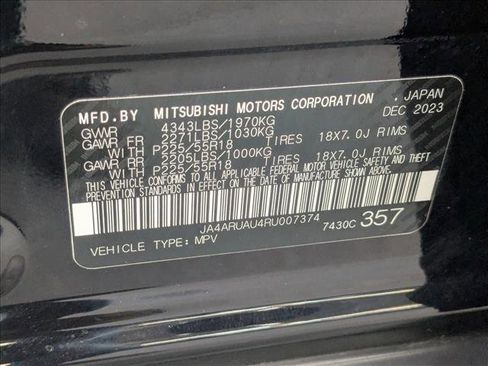 MFD.BY MITSUBISHI MOTORS CORPORATION , JAPAN
GVWR 4343LBS/1970KG DEC 2023
GAWR FR 2271LBS/1030KG
WITH P225/55R18 TIRES 18X7.0J RIMS
GAWR RR 2205LBS/1000KG
WITH P225/55R18 TIRES 18X7.0J RIMS
THIS VEHICLE CONFORMS TO ALL APPLICABLE FEDERAL MOTOR VEHICLE SAFETY AND THEFT
PREVENTION STANDARDS IN EFFECT ON THE DATE OF MANUFACTURE SHOWN ABOVE.
JA4ARUAU4RU007374 7430C 357
VEHICLE TYPE: MPV